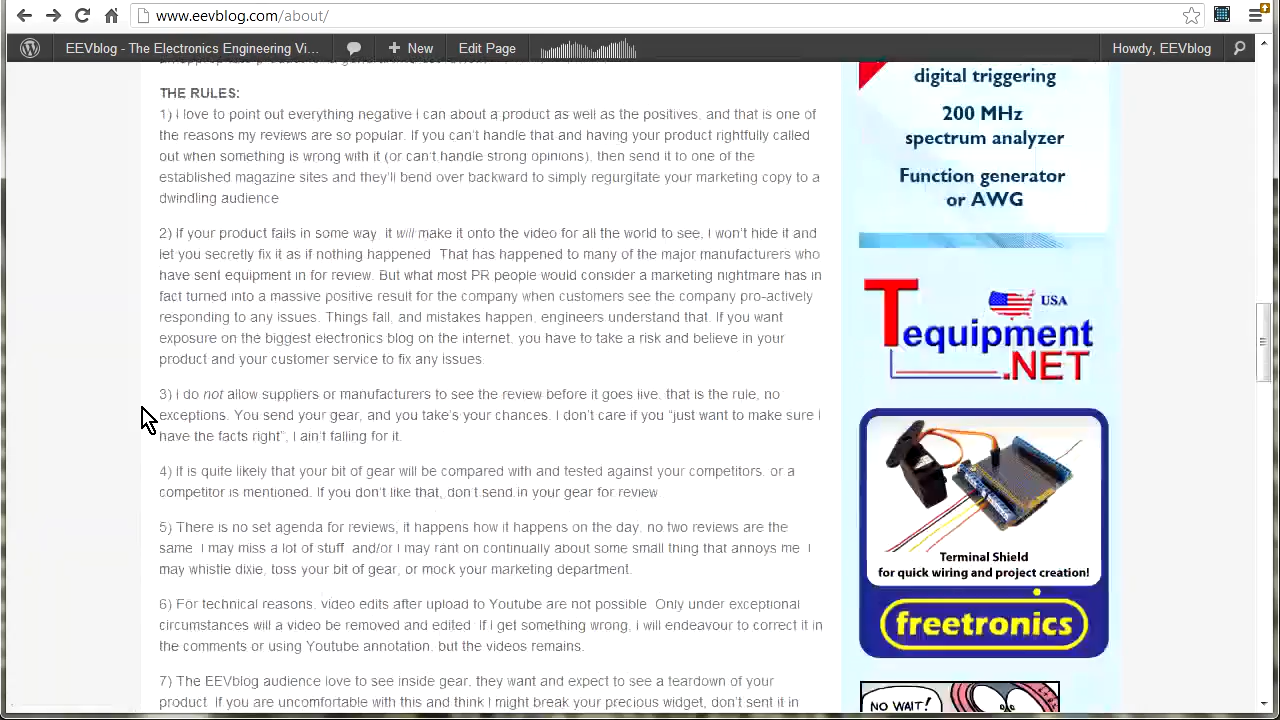 www.eevblog.com/about/
EEVblog - The Electronics Engineering Vi...
New
Edit Page
Howdy, EEVblog
THE RULES:
1) I love to point out everything negative I can about a product as well as the positives, and that is one of
the reasons my reviews are so popular. If you can't handle that and having your product rightfully called
out when something is wrong with it (or can't handle strong opinions), then send it to one of the
established magazine sites and they'll bend over backward to simply regurgitate your marketing copy to a
dwindling audience
2) If your product fails in some way, it will make it onto the video for all the world to see, I won't hide it and
let you secretly fix it as if nothing happened. That has happened to many of the major manufacturers who
have sent equipment in for review. But what most PR people would consider a marketing nightmare has in
fact turned into a massive positive result for the company when customers see the company pro-actively
responding to any issue. Things fail, and mistakes happen, engineers understand that. If you want
exposure on the biggest electronics blog on the internet, you have to take a risk and believe in your
product and your customer service to fix any issues.
3) I do not allow suppliers or manufacturers to see the review before it goes live, that is the rule, no
exceptions. You send your gear, and you take's your chances. I don't care if you "just want to make sure I
have the facts right", I ain't falling for it.
4) It is quite likely that your bit of gear will be compared with and tested against your competitors, or a
competitor is mentioned. If you don't like that, don't send in your gear for review
5) There is no set agenda for reviews, it happens how it happens on the day, no two reviews are the
same. I may miss a lot of stuff, and/or I may rant on continually about some small thing that annoys me. I
may whistle dixie, toss your bit of gear, or mock your marketing department.
6) For technical reasons, video edits after upload to Youtube are not possible. Only under exceptional
circumstances will a video be removed and edited. If I get something wrong, I will endeavour to correct it in
the comments or using Youtube annotation, but the videos remains.
7) The EEVblog audience love to see inside gear, they want and expect to see a teardown of your
product. If you are uncomfortable with this and think I might break your precious widget, don't sent it in
digital triggering
200 MHz
spectrum analyzer
Function generator
or AWG
USA
Tequipment
.NET
Terminal Shield
for quick wiring and project creation!
freetronics
NO WAIT!